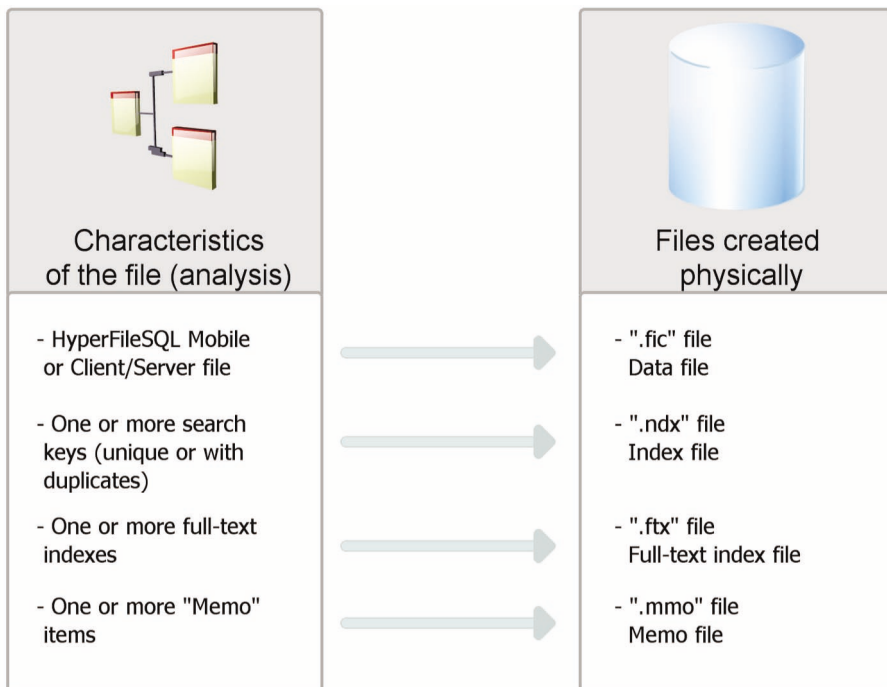 Characteristics
of the file (analysis)
- HyperFileSQL Mobile
or Client/Server file
- One or more search
keys (unique or with
duplicates)
- One or more full-text
indexes
- One or more "Memo"
items
Files created
physically
- ".fic" file
Data file
- ".ndx" file
Index file
- ".ftx" file
Full-text index file
- ".mmo" file
Memo file